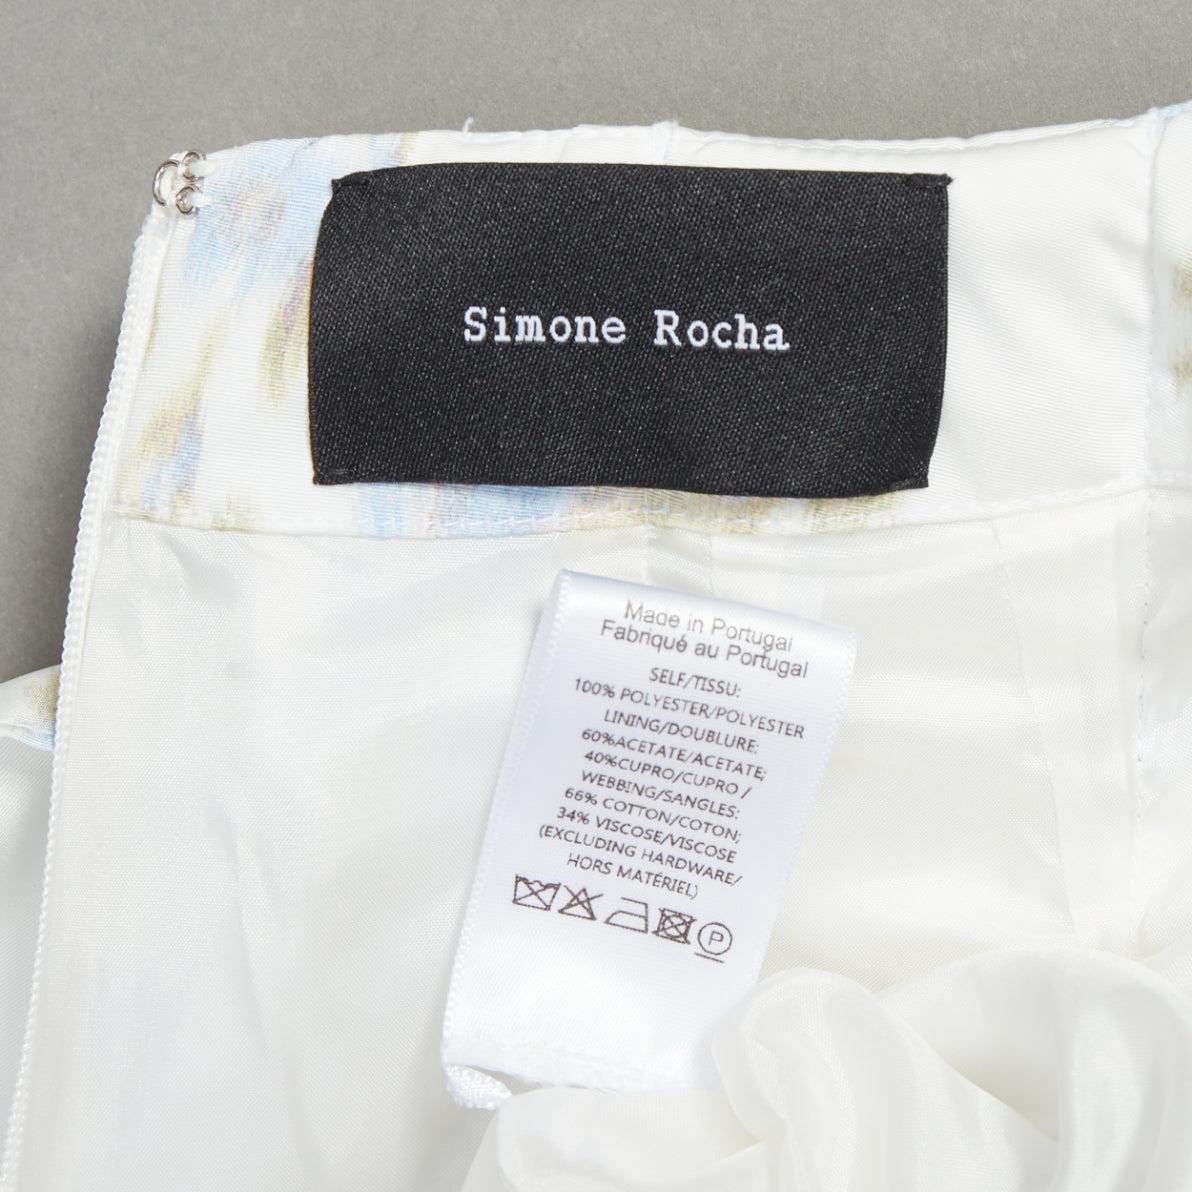 Simone Rocha
Made in Portugal
Fabriqué au Portugal
SELF/TISSU:
100% POLYESTER/POLYESTER
LINING/DOUBLURE:
60%ACETATE/ACETATE;
40%CUPRO/CUPRO /
WEBBING/SANGLES:
66% COTTON/COTON;
34% VISCOSE/VISCOSE
(EXCLUDING HARDWARE/
HORS MATÉRIEL)
P